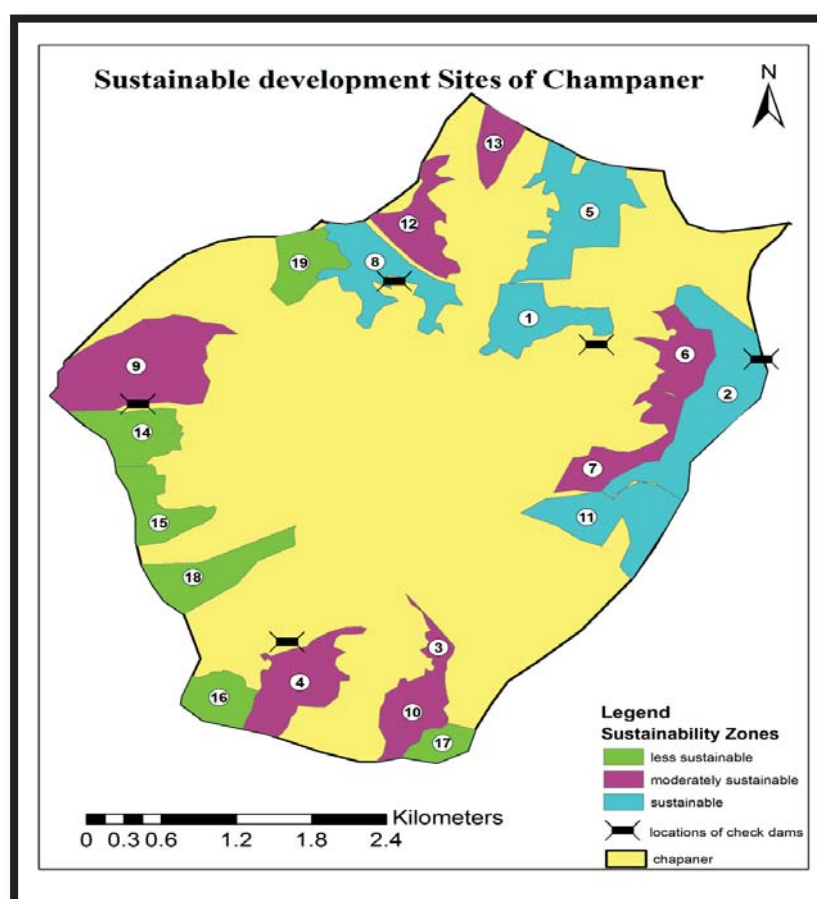 Sustainable development Sites of Champaner
N
13
5
12
19
8
1
6
9
2
14
7
15
11
18
3
4
16
10
17
Legend
Sustainability Zones
less sustainable
moderately sustainable
sustainable
locations of check dams
chapaner
Kilometers
0 0.3 0.6 1.2 1.8 2.4